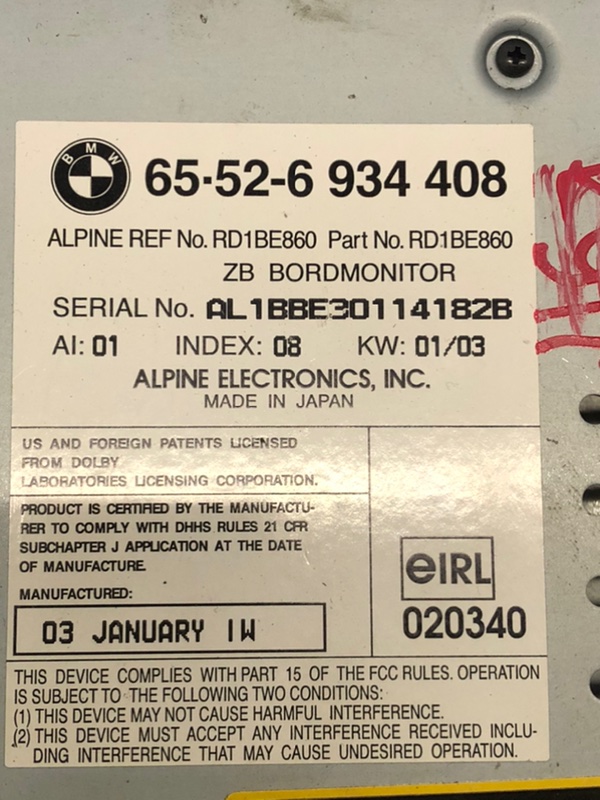 BMW
65·52-6 934 408
ALPINE REF No. RD1BE860 Part No. RD1BE860
ZB BORDMONITOR
SERIAL No. AL1BBE30114182B
AI: 01 INDEX: 08 KW: 01/03
ALPINE ELECTRONICS, INC.
MADE IN JAPAN
US AND FOREIGN PATENTS LICENSED
FROM DOLBY
LABORATORIES LICENSING CORPORATION.
PRODUCT IS CERTIFIED BY THE MANUFACTU-
RER TO COMPLY WITH DHHS RULES 21 CFR
SUBCHAPTER J APPLICATION AT THE DATE
OF MANUFACTURE.
MANUFACTURED:
03 JANUARY 1W
eIRL
020340
THIS DEVICE COMPLIES WITH PART 15 OF THE FCC RULES. OPERATION
IS SUBJECT TO THE FOLLOWING TWO CONDITIONS:
(1) THIS DEVICE MAY NOT CAUSE HARMFUL INTERFERENCE.
(2) THIS DEVICE MUST ACCEPT ANY INTERFERENCE RECEIVED INCLU-
DING INTERFERENCE THAT MAY CAUSE UNDESIRED OPERATION.